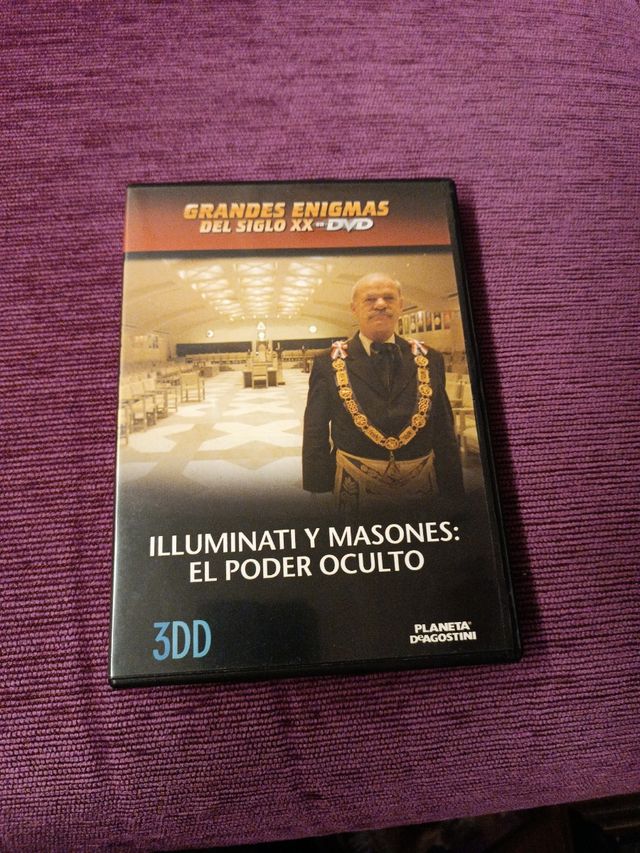 GRANDES ENIGMAS
DEL SIGLO XX en DVD
ILLUMINATI Y MASONES:
EL PODER OCULTO
3DD
PLANETA
DeAGOSTINI